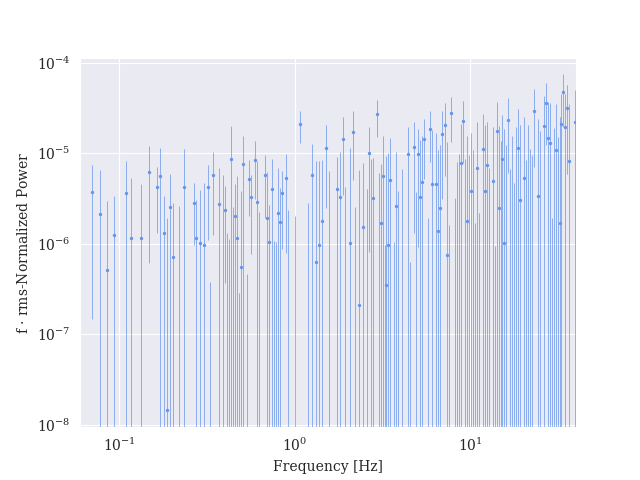 10⁻⁴
10⁻⁵
10⁻⁶
10⁻⁷
10⁻⁸
f · rms-Normalized Power
10⁻¹ 10⁰ 10¹
Frequency [Hz]